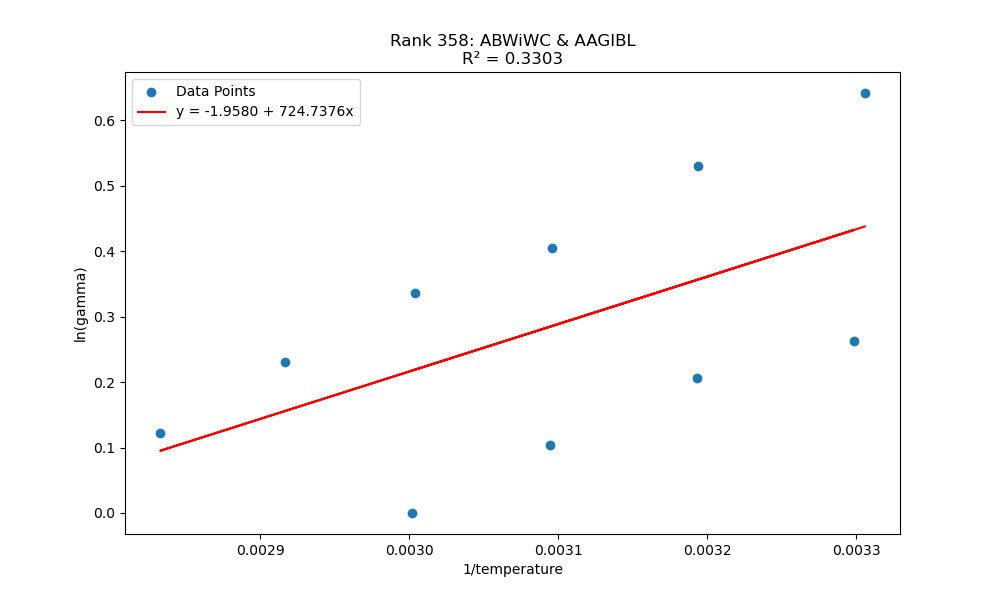 Rank 358: ABWiWC & AAGIBL
R² = 0.3303
Data Points
y = -1.9580 + 724.7376x
ln(gamma)
0.6
0.5
0.4
0.3
0.2
0.1
0.0
0.0029
0.0030
0.0031
0.0032
0.0033
1/temperature